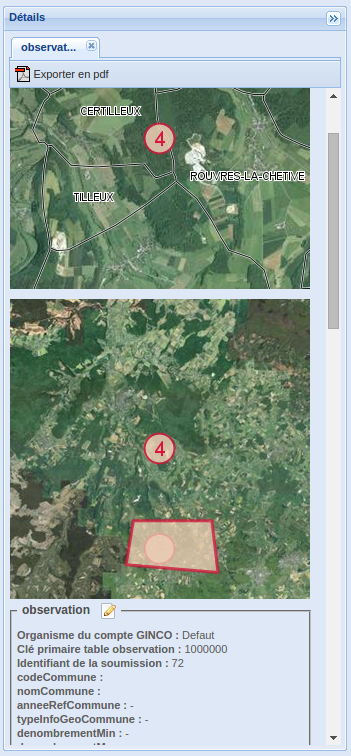 Détails
observat...
Exporter en pdf
CERTILLEUX
4
ROUVRES-LA-CHETIVE
TILLEUX
4
observation
Organisme du compte GINCO : Defaut
Clé primaire table observation : 1000000
Identifiant de la soumission : 72
codeCommune :
nomCommune :
anneeRefCommune : -
typeInfoGeoCommune : -
denombrementMin : -